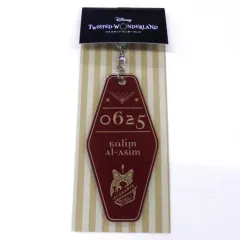 Disney
TWISTED-WONDERLAND
0625
Kalim
Al-Asim